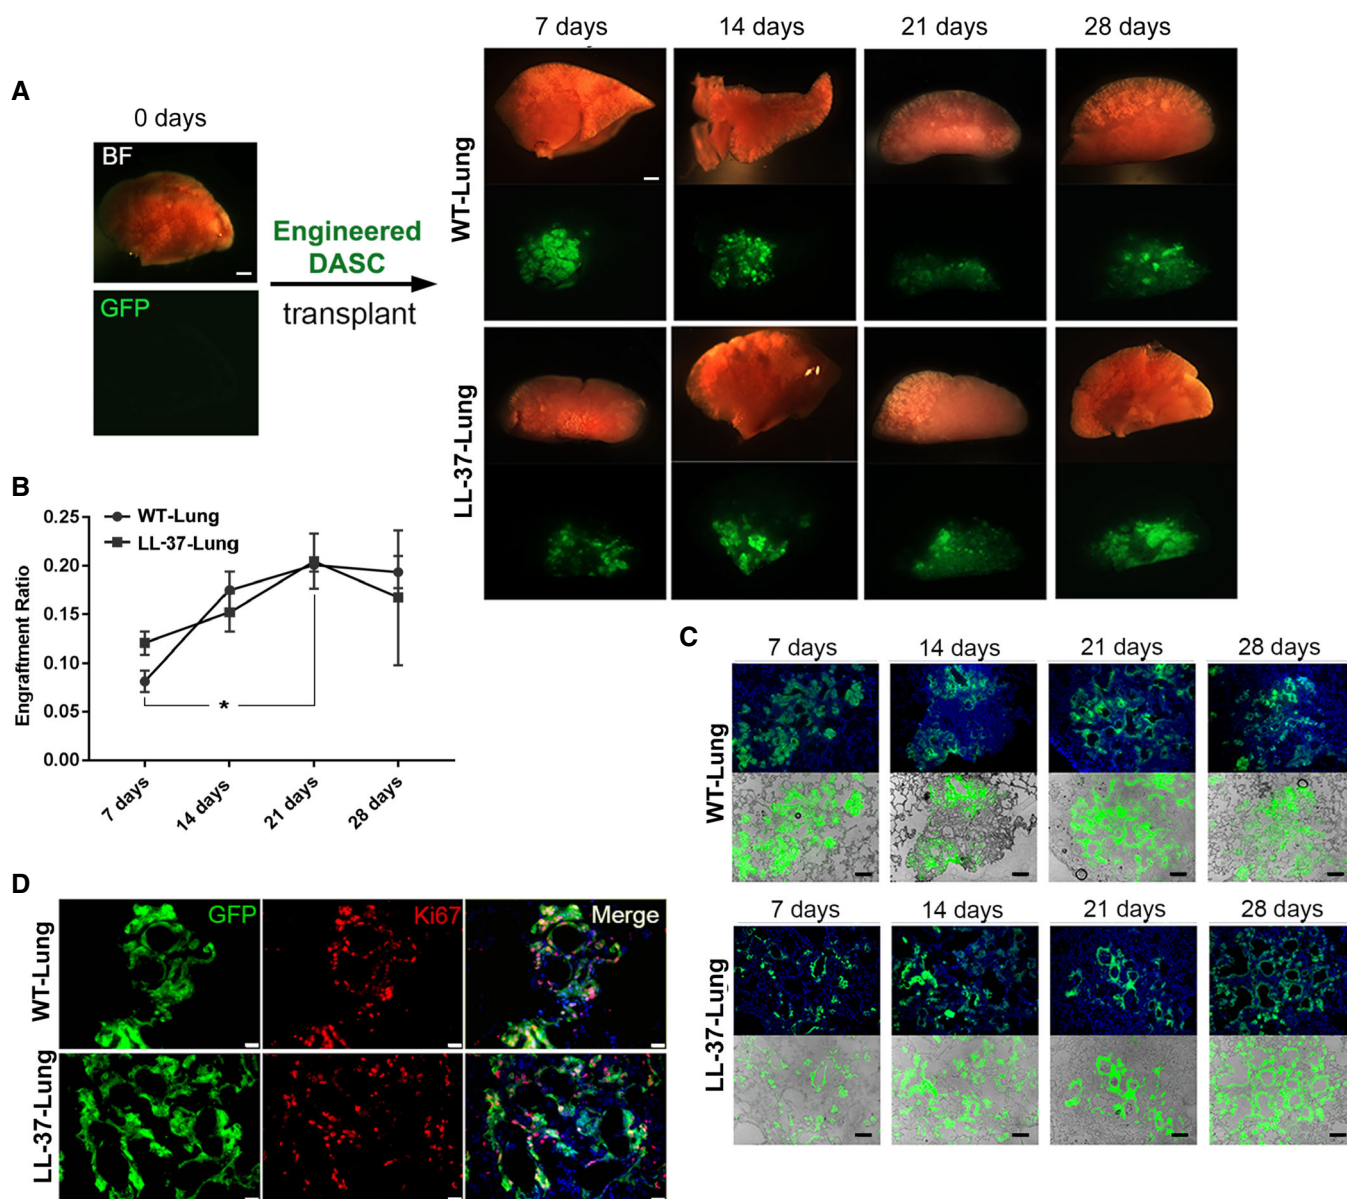 A
0 days
BF
GFP
Engineered
DASC
transplant
7 days
14 days
21 days
28 days
WT-Lung
LL-37-Lung
B
WT-Lung
LL-37-Lung
Engraftment Ratio
0.25
0.20
0.15
0.10
0.05
0.00
*
7 days
14 days
21 days
28 days
C
7 days
14 days
21 days
28 days
WT-Lung
7 days
14 days
21 days
28 days
LL-37-Lung
D
GFP
Ki67
Merge
WT-Lung
LL-37-Lung